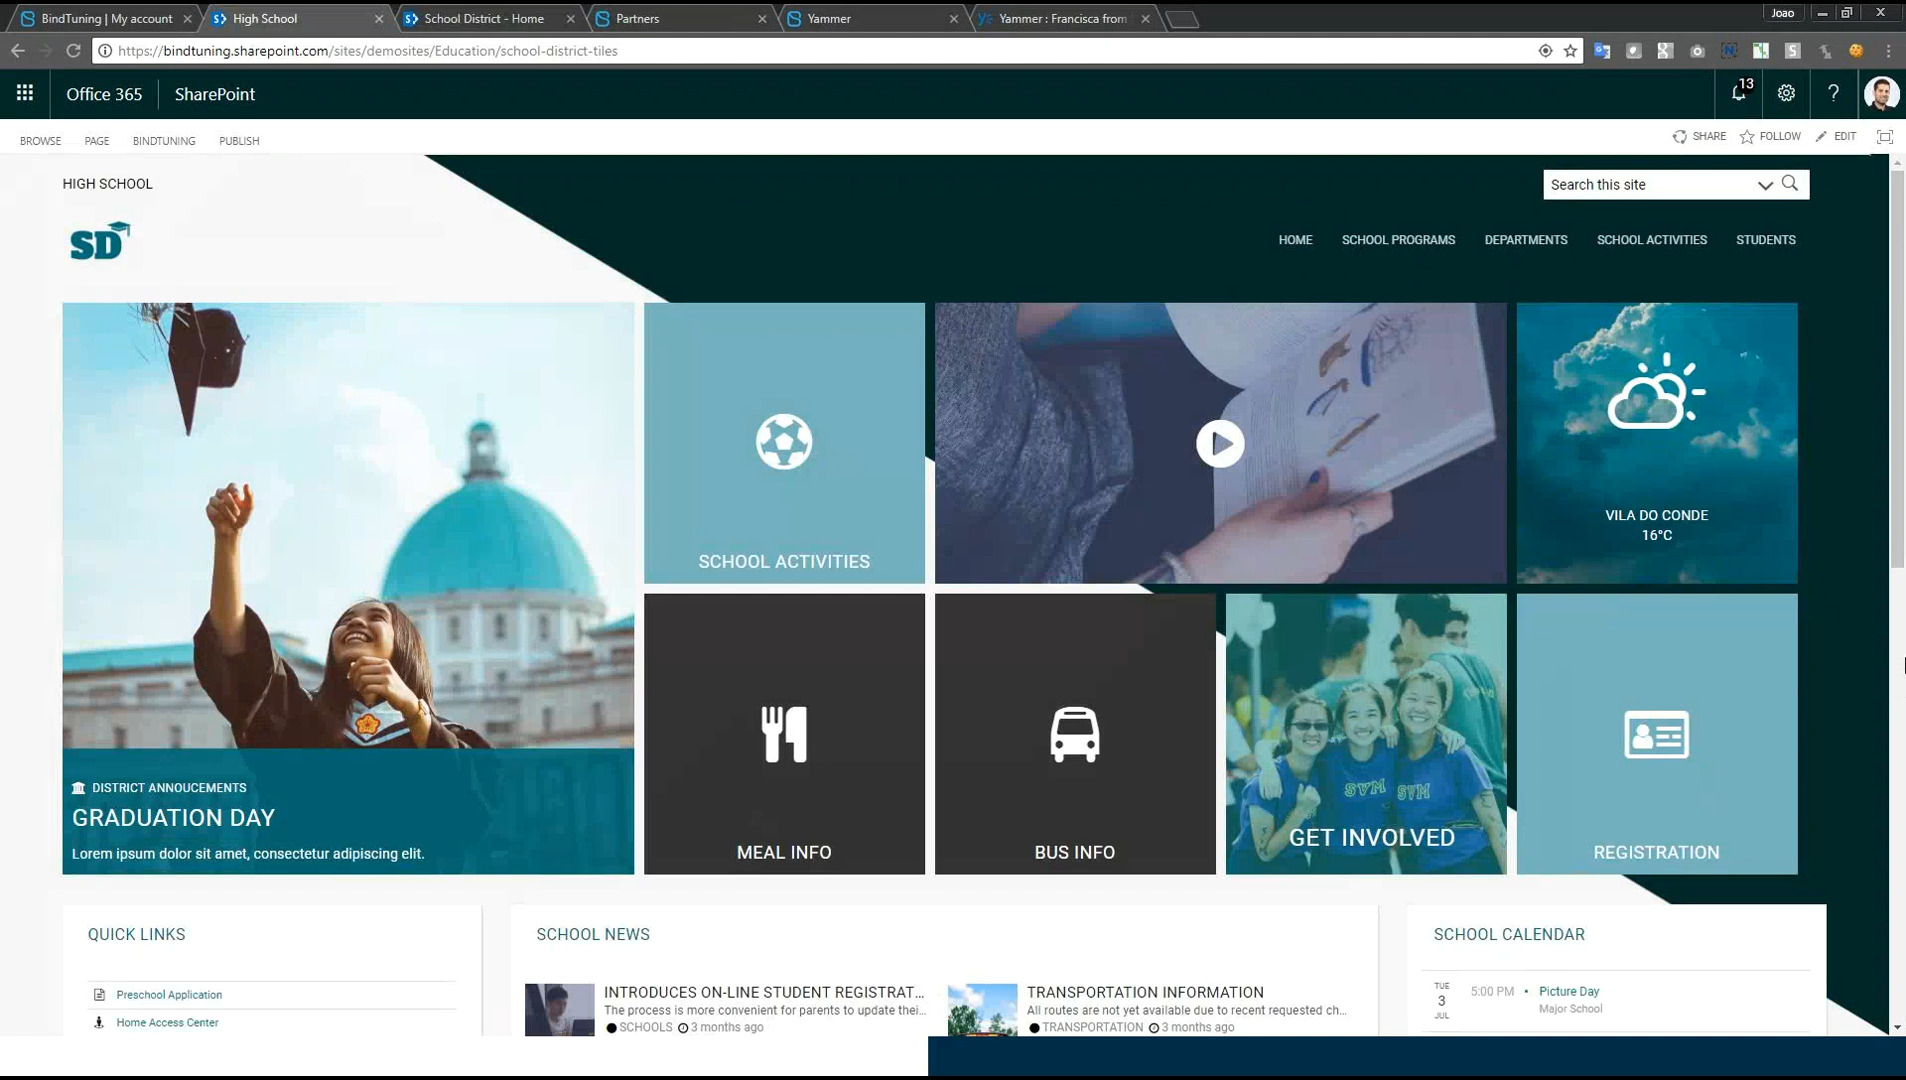 BindTuning | My account
High School
School District - Home
Partners
Yammer
Yammer : Francisca from
Joao
https://bindtuning.sharepoint.com/sites/demosites/Education/school-district-tiles
Office 365
SharePoint
13
BROWSE
PAGE
BINDTUNING
PUBLISH
SHARE
FOLLOW
EDIT
HIGH SCHOOL
Search this site
SD
HOME
SCHOOL PROGRAMS
DEPARTMENTS
SCHOOL ACTIVITIES
STUDENTS
SCHOOL ACTIVITIES
VILA DO CONDE
16°C
DISTRICT ANNOUCEMENTS
GRADUATION DAY
Lorem ipsum dolor sit amet, consectetur adipiscing elit.
MEAL INFO
BUS INFO
SVM SVM
GET INVOLVED
REGISTRATION
QUICK LINKS
Preschool Application
Home Access Center
SCHOOL NEWS
INTRODUCES ON-LINE STUDENT REGISTRAT...
The process is more convenient for parents to update thei...
SCHOOLS 3 months ago
TRANSPORTATION INFORMATION
All routes are not yet available due to recent requested ch...
TRANSPORTATION 3 months ago
SCHOOL CALENDAR
TUE
3
JUL
5:00 PM • Picture Day
Major School